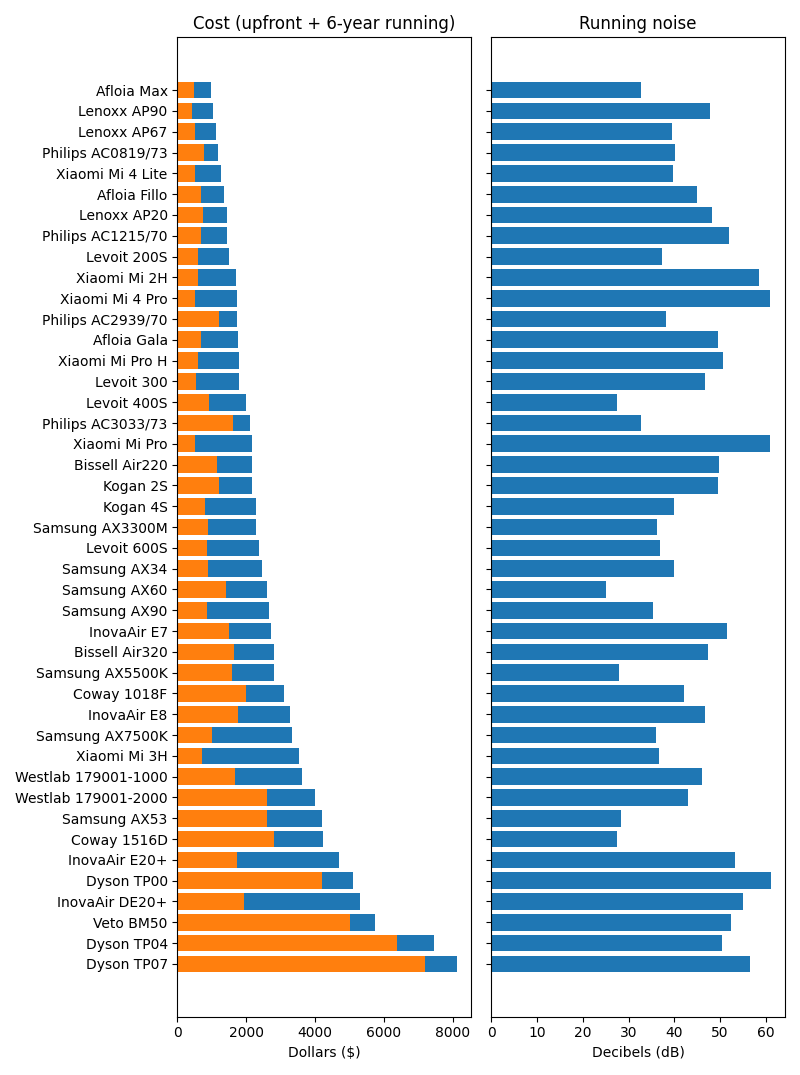 Cost (upfront + 6-year running)
Running noise
Afloia Max
Lenoxx AP90
Lenoxx AP67
Philips AC0819/73
Xiaomi Mi 4 Lite
Afloia Fillo
Lenoxx AP20
Philips AC1215/70
Levoit 200S
Xiaomi Mi 2H
Xiaomi Mi 4 Pro
Philips AC2939/70
Afloia Gala
Xiaomi Mi Pro H
Levoit 300
Levoit 400S
Philips AC3033/73
Xiaomi Mi Pro
Bissell Air220
Kogan 2S
Kogan 4S
Samsung AX3300M
Levoit 600S
Samsung AX34
Samsung AX60
Samsung AX90
InovaAir E7
Bissell Air320
Samsung AX5500K
Coway 1018F
InovaAir E8
Samsung AX7500K
Xiaomi Mi 3H
Westlab 179001-1000
Westlab 179001-2000
Samsung AX53
Coway 1516D
InovaAir E20+
Dyson TP00
InovaAir DE20+
Veto BM50
Dyson TP04
Dyson TP07
0 2000 4000 6000 8000
Dollars ($)
0 10 20 30 40 50 60
Decibels (dB)